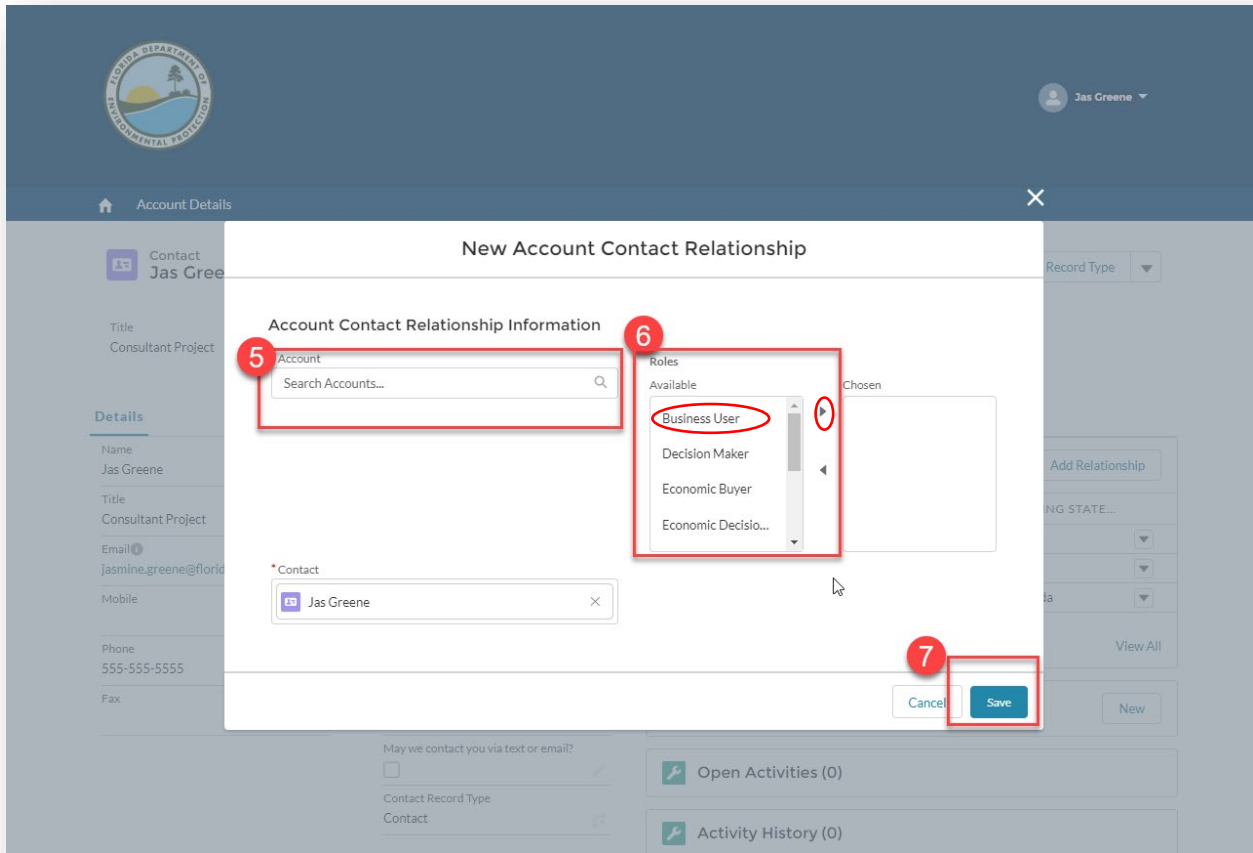 FLORIDA DEPARTMENT OF
ENVIRONMENTAL PROTECTION
Jas Greene
Account Details
New Account Contact Relationship
Contact
Jas Gree
Record Type
Title
Consultant Project
Account Contact Relationship Information
5
Account
Search Accounts...
6
Roles
Available
Chosen
Business User
Decision Maker
Economic Buyer
Economic Decisio...
Details
Name
Jas Greene
Title
Consultant Project
Email
jasmine.greene@florid
Mobile
Phone
555-555-5555
Fax
Add Relationship
NG STATE...
da
View All
*Contact
Jas Greene
7
Cancel
Save
New
May we contact you via text or email?
Contact Record Type
Contact
Open Activities (0)
Activity History (0)